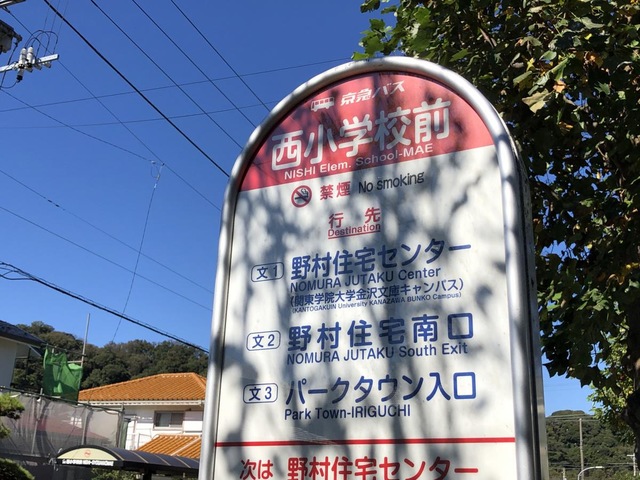 京急バス
西小学校前
NISHI Elem. School-MAE
禁煙 No smoking
行先
Destination
文1 野村住宅センター
NOMURA JUTAKU Center
(関東学院大学金沢文庫キャンパス)
(KANTOGAKUIN University KANAZAWA BUNKO Campus)
文2 野村住宅南口
NOMURA JUTAKU South Exit
文3 パークタウン入口
Park Town-IRIGUCHI
次は 野村住宅センター